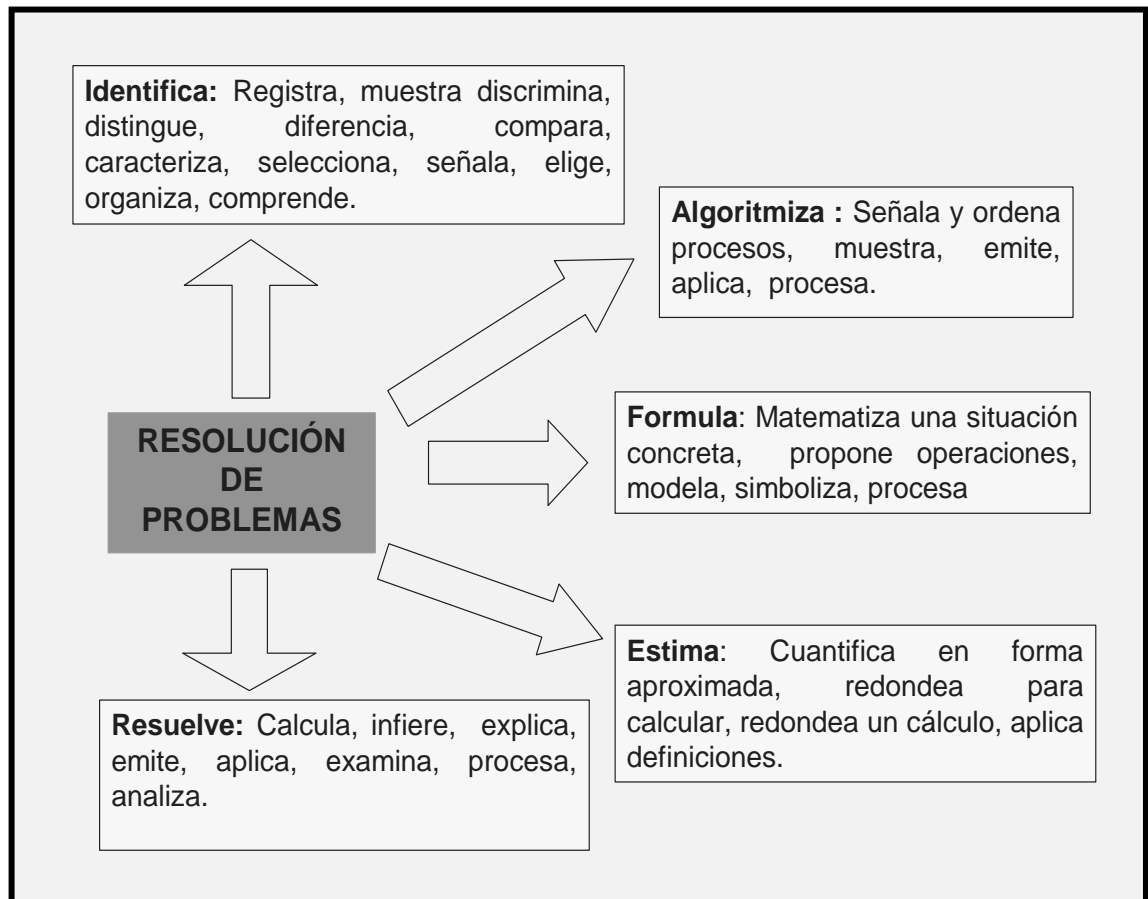 Identifica: Registra, muestra discrimina,
distingue, diferencia, compara,
caracteriza, selecciona, señala, elige,
organiza, comprende.
Algoritmiza : Señala y ordena
procesos, muestra, emite,
aplica, procesa.
RESOLUCIÓN
DE
PROBLEMAS
Formula: Matematiza una situación
concreta, propone operaciones,
modela, simboliza, procesa
Estima: Cuantifica en forma
aproximada, redondea para
calcular, redondea un cálculo, aplica
definiciones.
Resuelve: Calcula, infiere, explica,
emite, aplica, examina, procesa,
analiza.